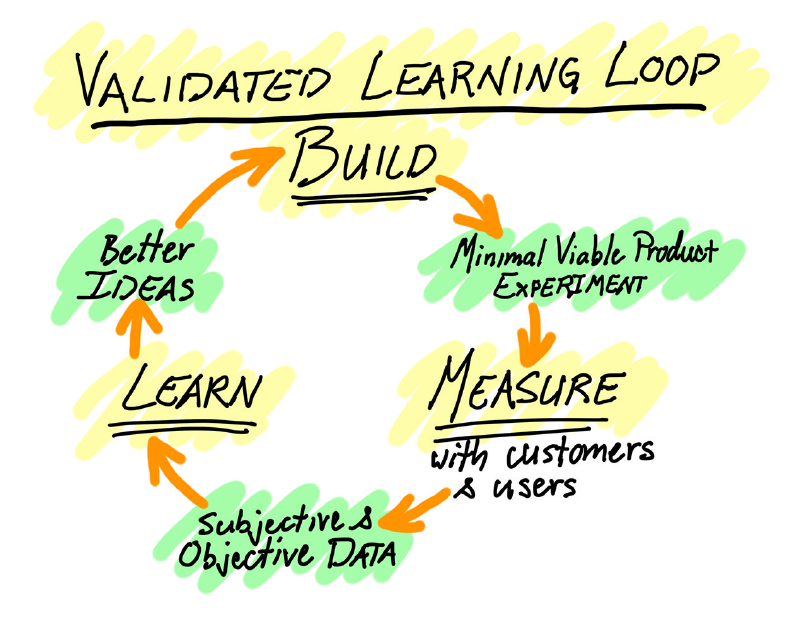 VALIDATED LEARNING LOOP
BUILD
Minimal Viable Product
EXPERIMENT
MEASURE
with customers
& users
Subjective &
Objective DATA
LEARN
Better
IDEAS